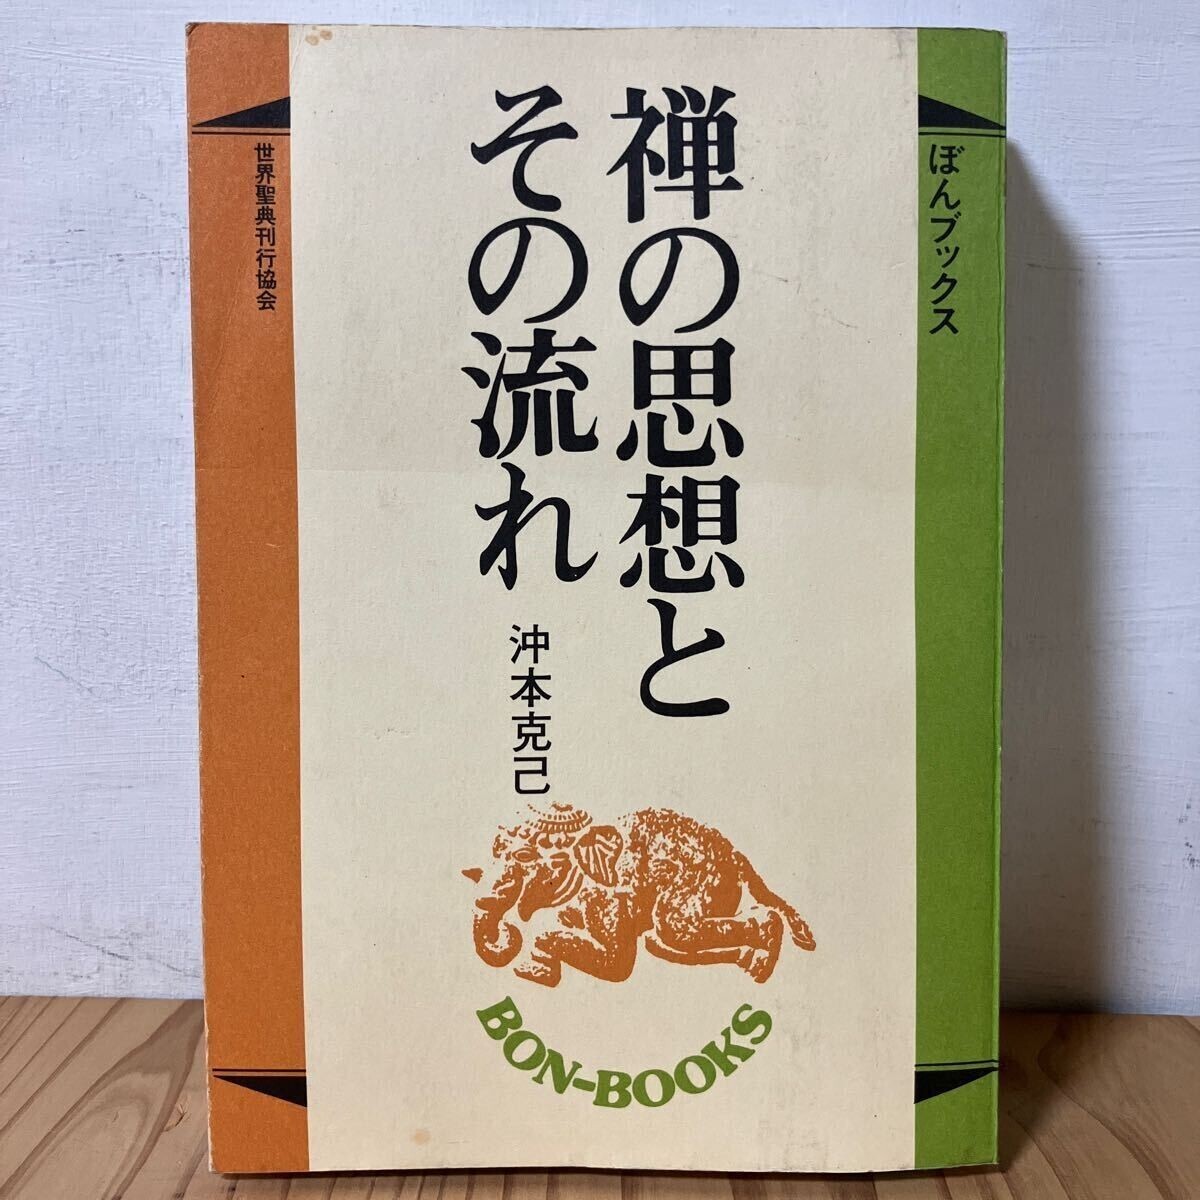 ぼんブックス
禅の思想と
その流れ
沖本克己
世界聖典刊行協会
BON-BOOKS